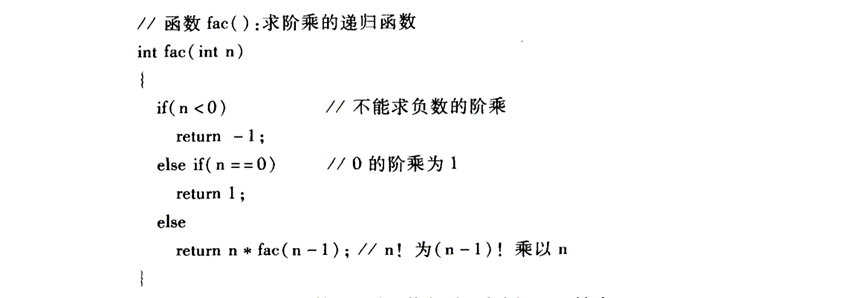 // 函数 fac():求阶乘的递归函数
int fac(int n)
{
if(n<0) // 不能求负数的阶乘
return -1;
else if(n==0) // 0 的阶乘为 1
return 1;
else
return n * fac(n-1); // n! 为(n-1)! 乘以 n
}